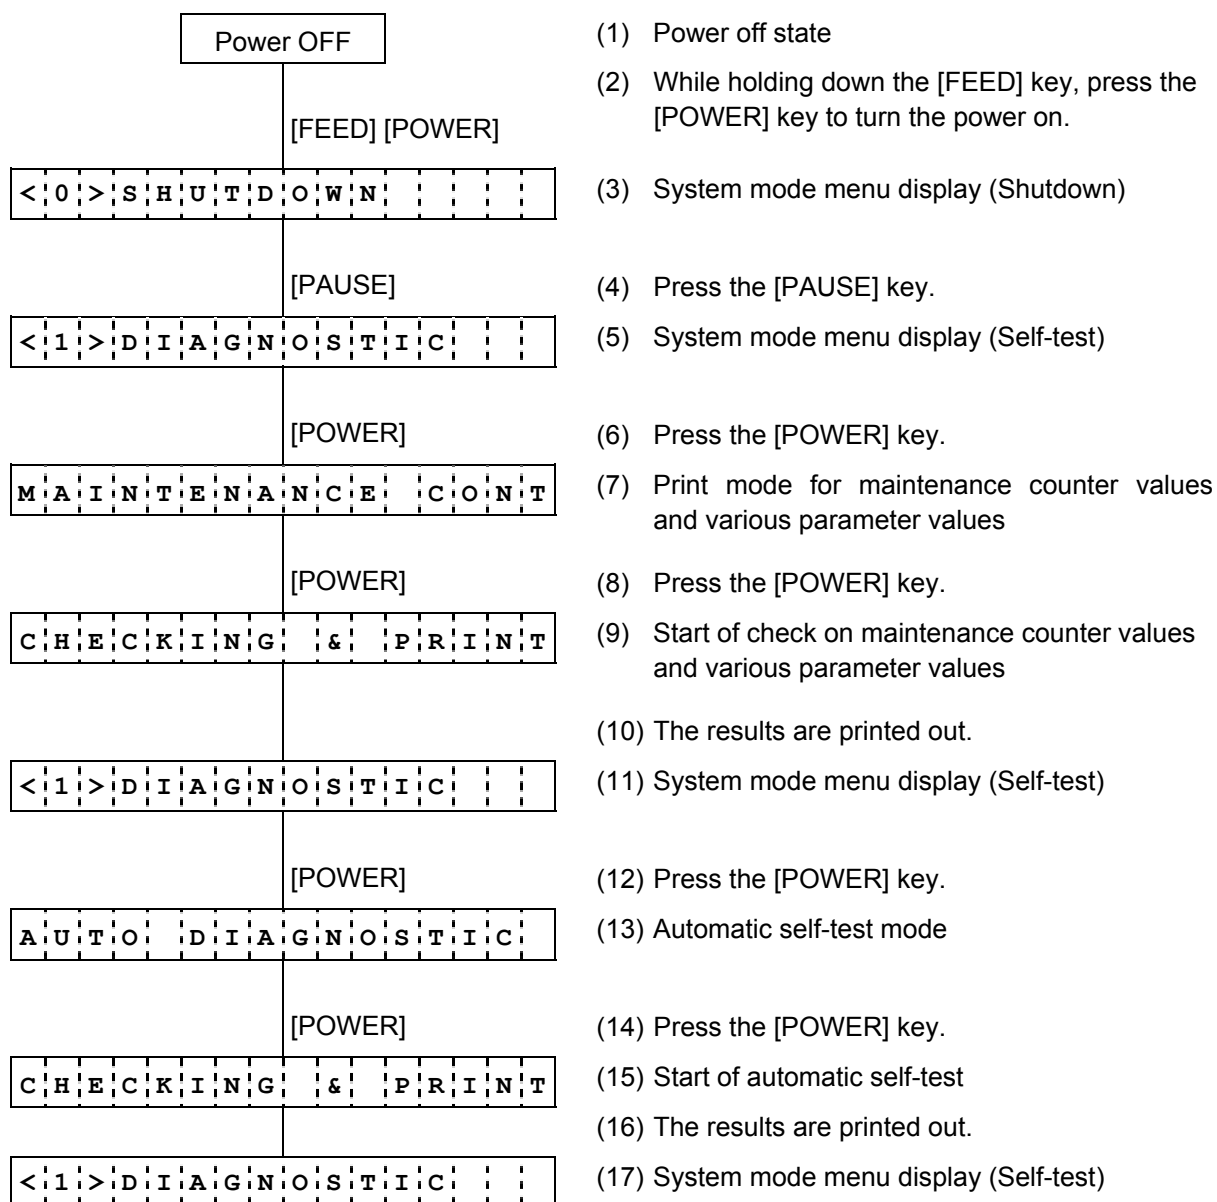 Power OFF
(1) Power off state
[FEED] [POWER]
(2) While holding down the [FEED] key, press the
[POWER] key to turn the power on.
<0>SHUTDOWN
(3) System mode menu display (Shutdown)
[PAUSE]
(4) Press the [PAUSE] key.
<1>DIAGNOSTIC
(5) System mode menu display (Self-test)
[POWER]
(6) Press the [POWER] key.
MAINTENANCE CONT
(7) Print mode for maintenance counter values
and various parameter values
[POWER]
(8) Press the [POWER] key.
CHECKING & PRINT
(9) Start of check on maintenance counter values
and various parameter values
(10) The results are printed out.
<1>DIAGNOSTIC
(11) System mode menu display (Self-test)
[POWER]
(12) Press the [POWER] key.
AUTO DIAGNOSTIC
(13) Automatic self-test mode
[POWER]
(14) Press the [POWER] key.
CHECKING & PRINT
(15) Start of automatic self-test
(16) The results are printed out.
<1>DIAGNOSTIC
(17) System mode menu display (Self-test)